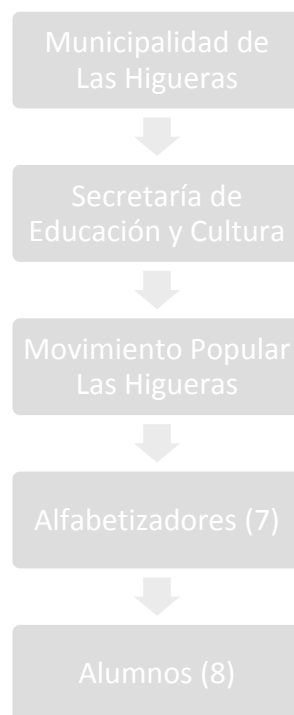 Municipalidad de
Las Higueras
Secretaría de
Educación y Cultura
Movimiento Popular
Las Higueras
Alfabetizadores (7)
Alumnos (8)